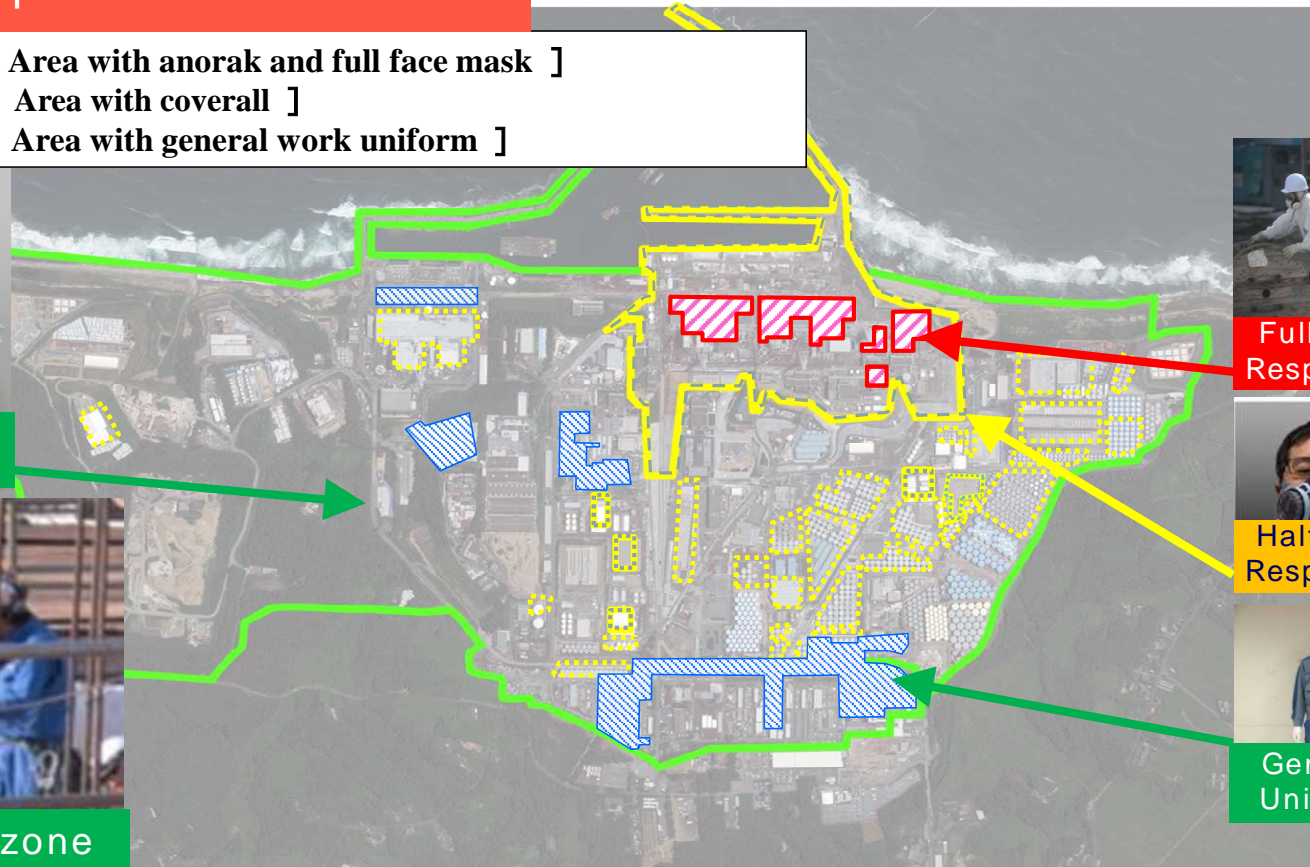 Area with anorak and full face mask ]
Area with coverall ]
Area with general work uniform ]
Full
Resp
Half
Resp
Gen
Uni
zone